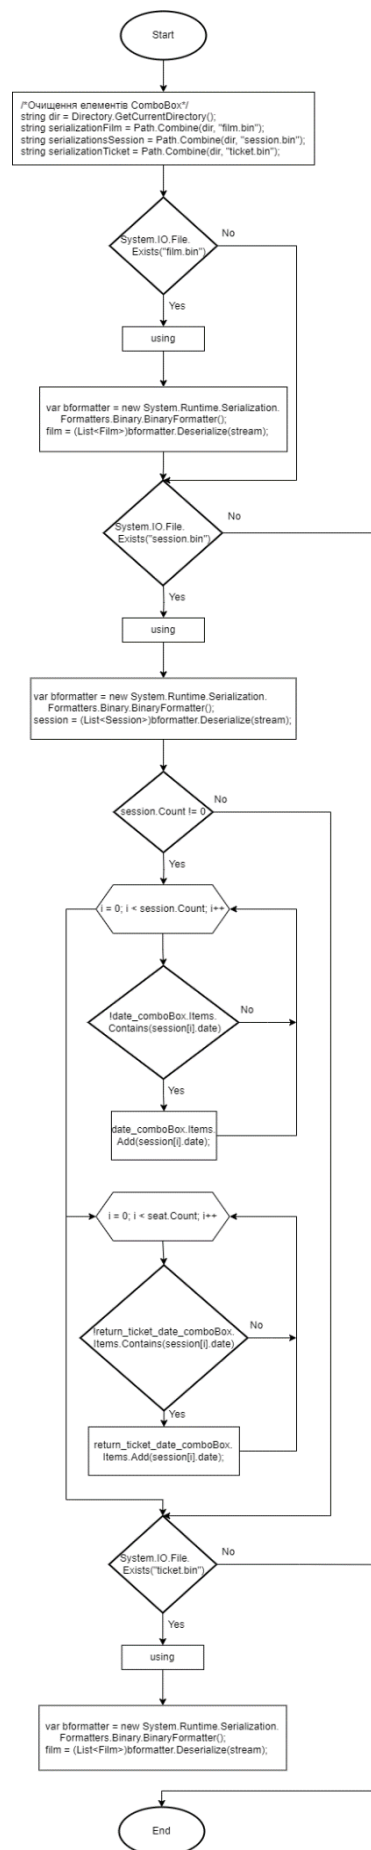 Start
/*Очищення елементів ComboBox*/
string dir = Directory.GetCurrentDirectory();
string serializationFilm = Path.Combine(dir, "film.bin");
string serializationsSession = Path.Combine(dir, "session.bin");
string serializationTicket = Path.Combine(dir, "ticket.bin");
System.IO.File.
Exists("film.bin")
No
Yes
using
var bformatter = new System.Runtime.Serialization.
Formatters.Binary.BinaryFormatter();
film = (List<Film>)bformatter.Deserialize(stream);
System.IO.File.
Exists("session.bin")
No
Yes
using
var bformatter = new System.Runtime.Serialization.
Formatters.Binary.BinaryFormatter();
session = (List<Session>)bformatter.Deserialize(stream);
session.Count != 0
No
Yes
i = 0; i < session.Count; i++
!date_comboBox.Items.
Contains(session[i].date)
No
Yes
date_comboBox.Items.
Add(session[i].date);
i = 0; i < seat.Count; i++
!return_ticket_date_comboBox.
Items.Contains(session[i].date)
No
Yes
return_ticket_date_comboBox.
Items.Add(session[i].date);
System.IO.File.
Exists("ticket.bin")
No
Yes
using
var bformatter = new System.Runtime.Serialization.
Formatters.Binary.BinaryFormatter();
film = (List<Film>)bformatter.Deserialize(stream);
End